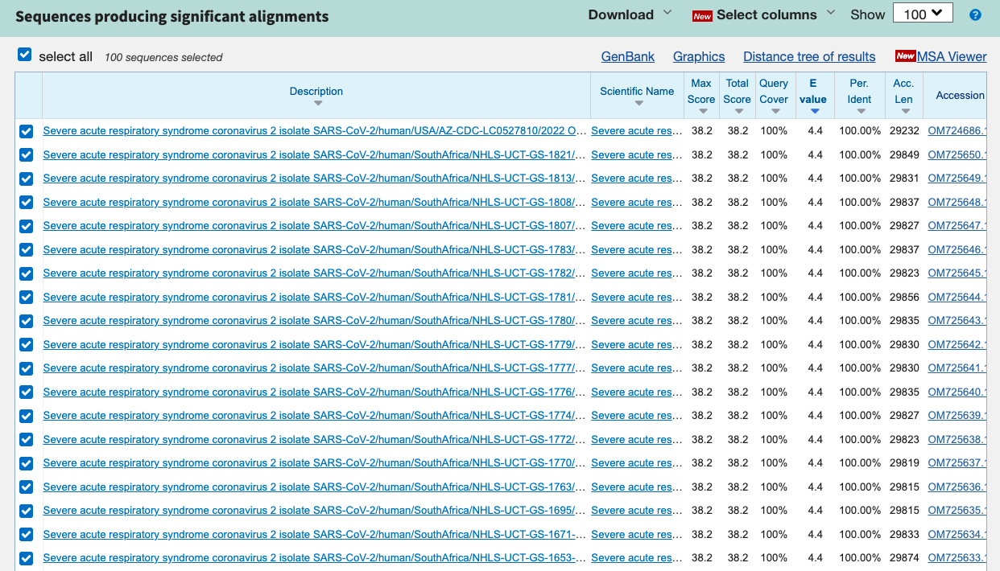 Sequences producing significant alignments Download New Select columns Show 100 ?
select all 100 sequences selected GenBank Graphics Distance tree of results New MSA Viewer
Description Scientific Name Max Score Total Score Query Cover E value Per. Ident Acc. Len Accession
Severe acute respiratory syndrome coronavirus 2 isolate SARS-CoV-2/human/USA/AZ-CDC-LC0527810/2022 O... Severe acute res... 38.2 38.2 100% 4.4 100.00% 29232 OM724686.1
Severe acute respiratory syndrome coronavirus 2 isolate SARS-CoV-2/human/SouthAfrica/NHLS-UCT-GS-1821/... Severe acute res... 38.2 38.2 100% 4.4 100.00% 29849 OM725650.1
Severe acute respiratory syndrome coronavirus 2 isolate SARS-CoV-2/human/SouthAfrica/NHLS-UCT-GS-1813/... Severe acute res... 38.2 38.2 100% 4.4 100.00% 29831 OM725649.1
Severe acute respiratory syndrome coronavirus 2 isolate SARS-CoV-2/human/SouthAfrica/NHLS-UCT-GS-1808/... Severe acute res... 38.2 38.2 100% 4.4 100.00% 29837 OM725648.1
Severe acute respiratory syndrome coronavirus 2 isolate SARS-CoV-2/human/SouthAfrica/NHLS-UCT-GS-1807/... Severe acute res... 38.2 38.2 100% 4.4 100.00% 29827 OM725647.1
Severe acute respiratory syndrome coronavirus 2 isolate SARS-CoV-2/human/SouthAfrica/NHLS-UCT-GS-1783/... Severe acute res... 38.2 38.2 100% 4.4 100.00% 29837 OM725646.1
Severe acute respiratory syndrome coronavirus 2 isolate SARS-CoV-2/human/SouthAfrica/NHLS-UCT-GS-1782/... Severe acute res... 38.2 38.2 100% 4.4 100.00% 29823 OM725645.1
Severe acute respiratory syndrome coronavirus 2 isolate SARS-CoV-2/human/SouthAfrica/NHLS-UCT-GS-1781/... Severe acute res... 38.2 38.2 100% 4.4 100.00% 29856 OM725644.1
Severe acute respiratory syndrome coronavirus 2 isolate SARS-CoV-2/human/SouthAfrica/NHLS-UCT-GS-1780/... Severe acute res... 38.2 38.2 100% 4.4 100.00% 29835 OM725643.1
Severe acute respiratory syndrome coronavirus 2 isolate SARS-CoV-2/human/SouthAfrica/NHLS-UCT-GS-1779/... Severe acute res... 38.2 38.2 100% 4.4 100.00% 29830 OM725642.1
Severe acute respiratory syndrome coronavirus 2 isolate SARS-CoV-2/human/SouthAfrica/NHLS-UCT-GS-1777/... Severe acute res... 38.2 38.2 100% 4.4 100.00% 29830 OM725641.1
Severe acute respiratory syndrome coronavirus 2 isolate SARS-CoV-2/human/SouthAfrica/NHLS-UCT-GS-1776/... Severe acute res... 38.2 38.2 100% 4.4 100.00% 29835 OM725640.1
Severe acute respiratory syndrome coronavirus 2 isolate SARS-CoV-2/human/SouthAfrica/NHLS-UCT-GS-1774/... Severe acute res... 38.2 38.2 100% 4.4 100.00% 29827 OM725639.1
Severe acute respiratory syndrome coronavirus 2 isolate SARS-CoV-2/human/SouthAfrica/NHLS-UCT-GS-1772/... Severe acute res... 38.2 38.2 100% 4.4 100.00% 29823 OM725638.1
Severe acute respiratory syndrome coronavirus 2 isolate SARS-CoV-2/human/SouthAfrica/NHLS-UCT-GS-1770/... Severe acute res... 38.2 38.2 100% 4.4 100.00% 29819 OM725637.1
Severe acute respiratory syndrome coronavirus 2 isolate SARS-CoV-2/human/SouthAfrica/NHLS-UCT-GS-1763/... Severe acute res... 38.2 38.2 100% 4.4 100.00% 29815 OM725636.1
Severe acute respiratory syndrome coronavirus 2 isolate SARS-CoV-2/human/SouthAfrica/NHLS-UCT-GS-1695/... Severe acute res... 38.2 38.2 100% 4.4 100.00% 29815 OM725635.1
Severe acute respiratory syndrome coronavirus 2 isolate SARS-CoV-2/human/SouthAfrica/NHLS-UCT-GS-1671-... Severe acute res... 38.2 38.2 100% 4.4 100.00% 29833 OM725634.1
Severe acute respiratory syndrome coronavirus 2 isolate SARS-CoV-2/human/SouthAfrica/NHLS-UCT-GS-1653-... Severe acute res... 38.2 38.2 100% 4.4 100.00% 29874 OM725633.1